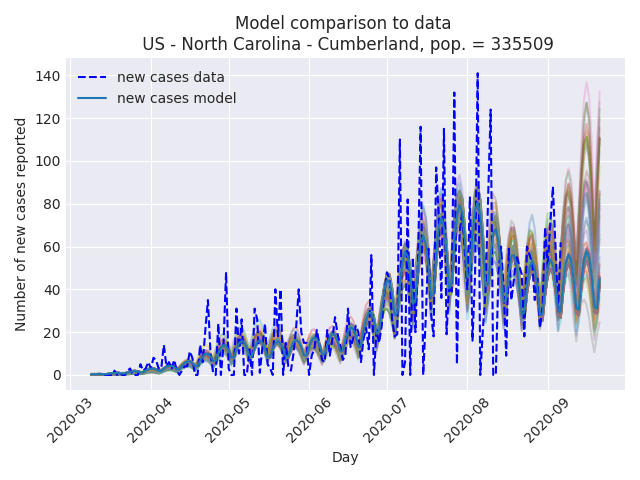 Model comparison to data
US - North Carolina - Cumberland, pop. = 335509
new cases data
new cases model
Number of new cases reported
140
120
100
80
60
40
20
0
2020-03
2020-04
2020-05
2020-06
2020-07
2020-08
2020-09
Day